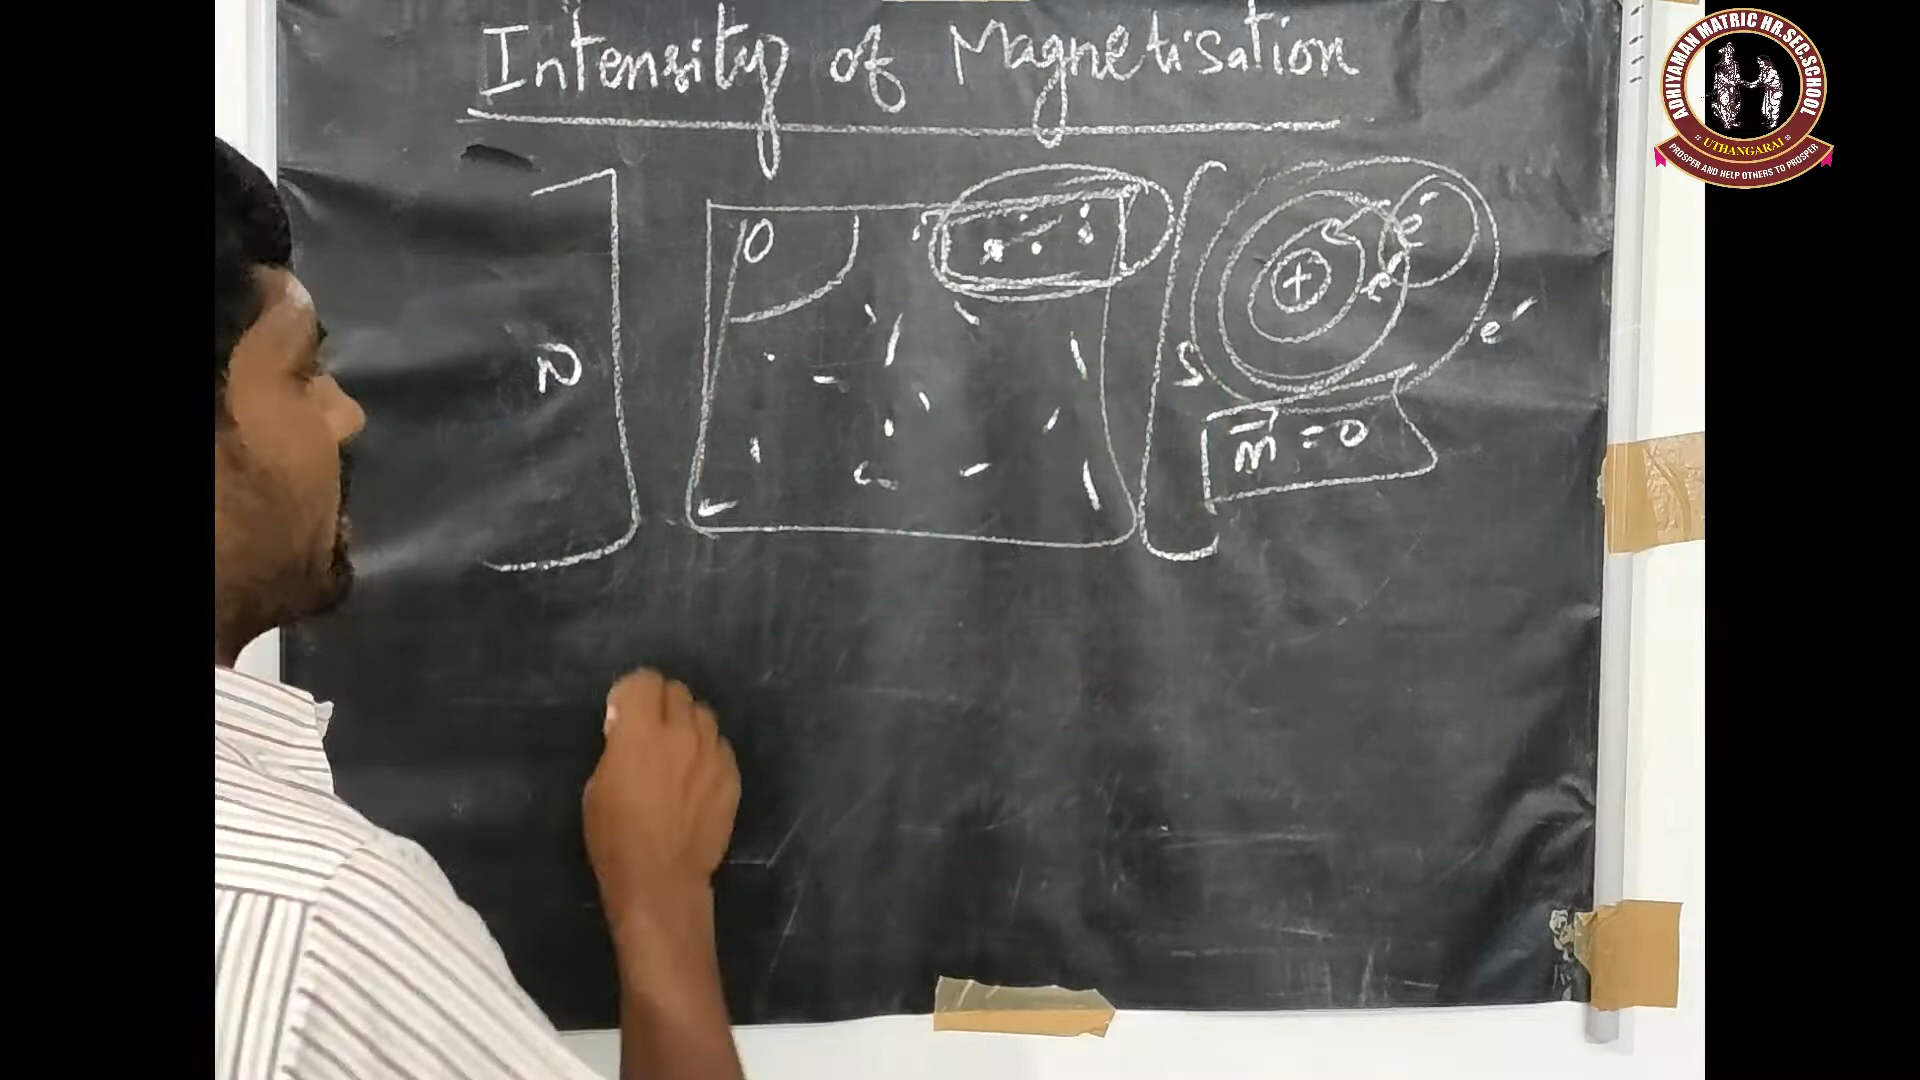 Intensity of Magnetisation
ADHIYAMAN MATRIC HR.SEC.SCHOOL
UTHANGARAI
PROSPER AND HELP OTHERS TO PROSPER
N
O
S
+
e⁻
e⁻
e⁻
m⃗ = 0